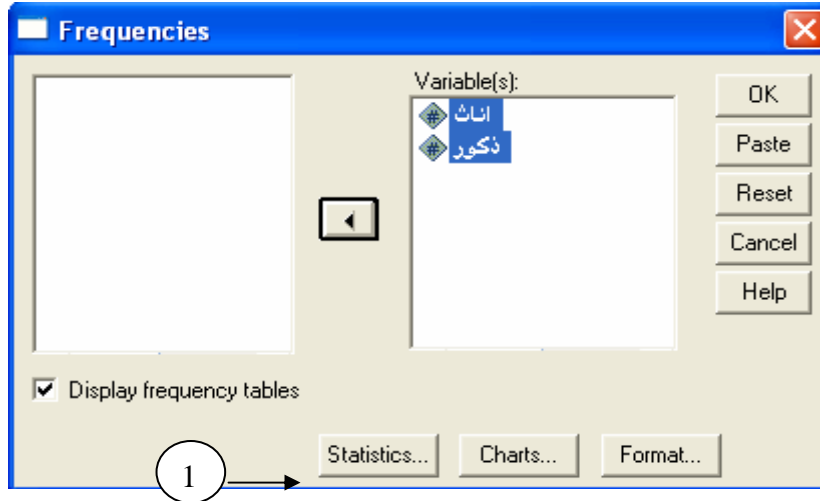 Frequencies
Variable(s):
اناث
ذكور
OK
Paste
Reset
Cancel
Help
Display frequency tables
Statistics...
Charts...
Format...
1